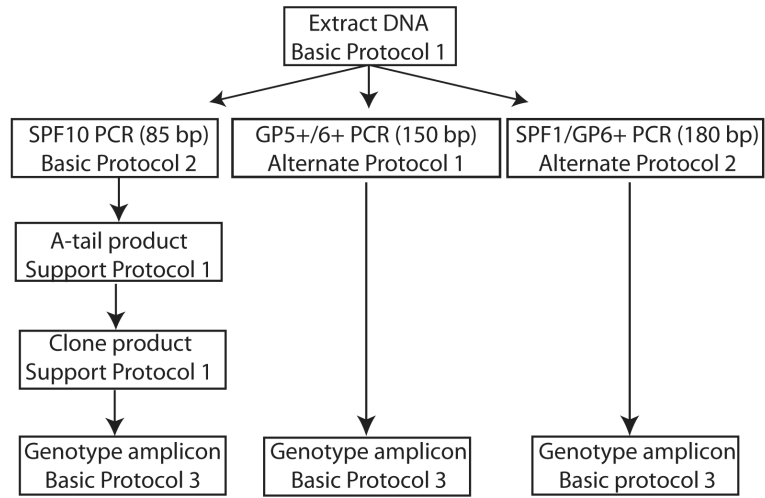 Extract DNA
Basic Protocol 1
SPF10 PCR (85 bp)
Basic Protocol 2
GP5+/6+ PCR (150 bp)
Alternate Protocol 1
SPF1/GP6+ PCR (180 bp)
Alternate Protocol 2
A-tail product
Support Protocol 1
Clone product
Support Protocol 1
Genotype amplicon
Basic Protocol 3
Genotype amplicon
Basic Protocol 3
Genotype amplicon
Basic protocol 3